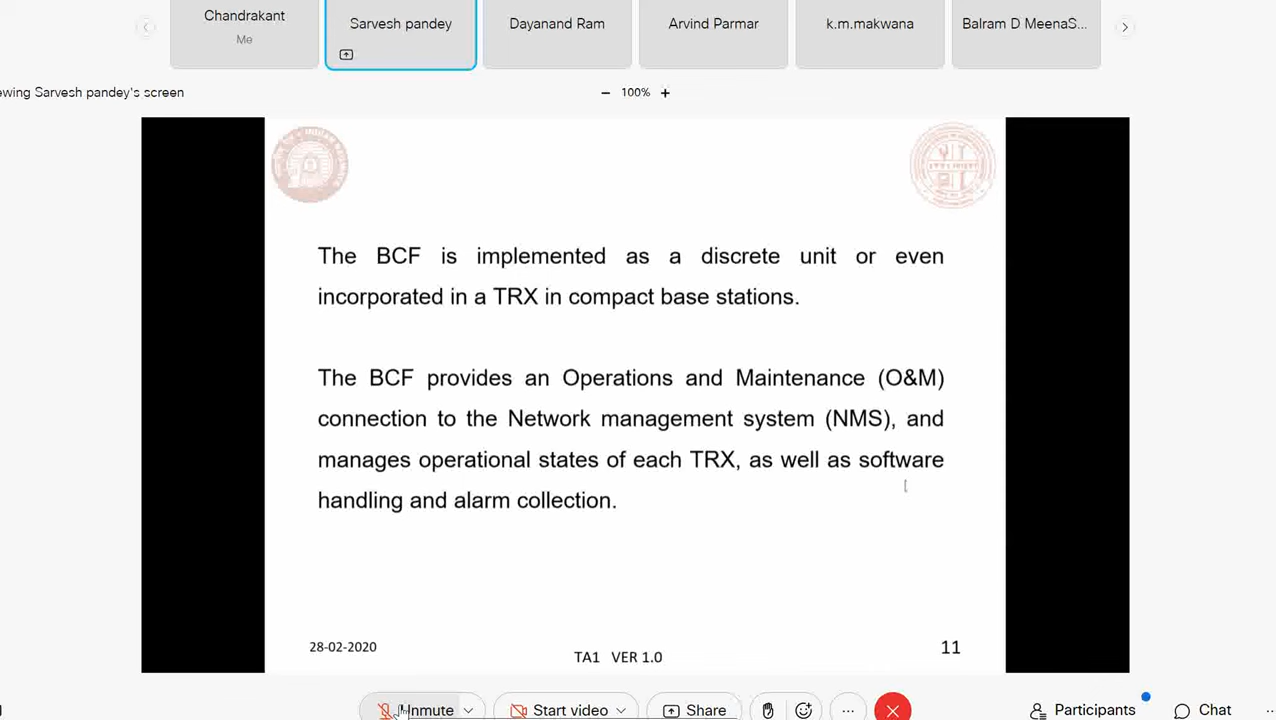 Chandrakant
Me
Sarvesh pandey
Dayanand Ram
Arvind Parmar
k.m.makwana
Balram D MeenaS...
ewing Sarvesh pandey's screen
100%
The BCF is implemented as a discrete unit or even
incorporated in a TRX in compact base stations.
The BCF provides an Operations and Maintenance (O&M)
connection to the Network management system (NMS), and
manages operational states of each TRX, as well as software
handling and alarm collection.
28-02-2020
TA1 VER 1.0
11
Unmute
Start video
Share
Participants
Chat